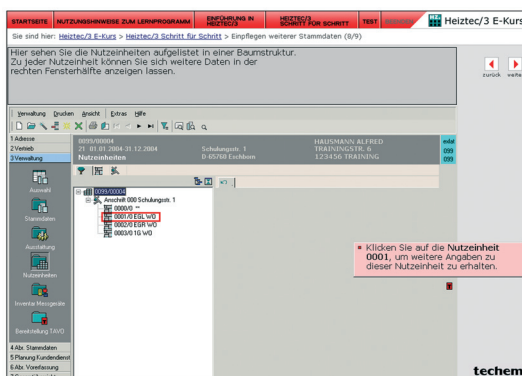 STARTSEITE NUTZUNGSHINWEISE ZUM LERNPROGRAMM EINFÜHRUNG IN HEIZTEC/3 HEIZTEC/3 SCHRITT FÜR SCHRITT TEST
Heiztec/3 E-Kurs
Sie sind hier: Heiztec/3 E-Kurs > Heiztec/3 Schritt für Schritt > Einpflegen weiterer Stammdaten (8/9)
Hier sehen Sie die Nutzeinheiten aufgelistet in einer Baumstruktur.
Zu jeder Nutzeinheit können Sie sich weitere Daten in der
rechten Fensterhälfte anzeigen lassen.
zurück weiter
Verwaltung Drucken Ansicht Extras Hilfe
1 Adresse
2 Vertrieb
3 Verwaltung
0099/00004
21 01.01.2004-31.12.2004
Nutzeinheiten
Schulungsstr. 1
D-65760 Eschborn
HAUSMANN ALFRED
TRAININGSTR. 6
123456 TRAINING
exlat
099
099
Auswahl
Stammdaten
Ausstattung
Nutzeinheiten
Inventar Messgeräte
Bereitstellung TAVO
0099/00004
Anschrift 000 Schulungsstr. 1
0000/0 **
0001/0 EGL WO
0002/0 EGR WO
0003/0 1G WO
Klicken Sie auf die Nutzeinheit
0001, um weitere Angaben zu
dieser Nutzeinheit zu erhalten.
4 Abr. Stammdaten
5 Planung Kundendienst
6 Abr. Vorerfassung
techem